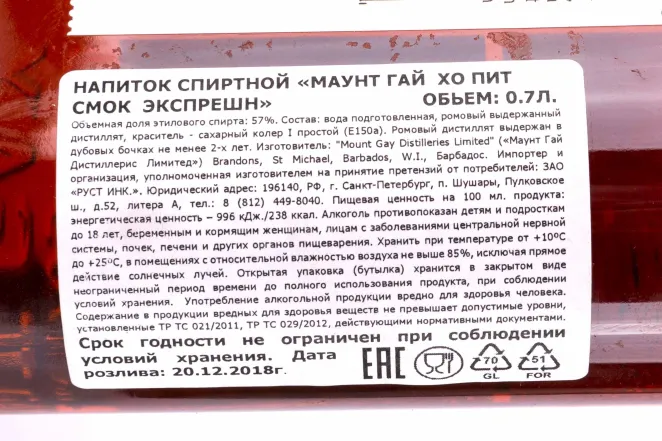 НАПИТОК СПИРТНОЙ «МАУНТ ГАЙ ХО ПИТ
СМОК ЭКСПРЕШН» ОБЬЕМ: 0.7Л.
Объемная доля этилового спирта: 57%. Состав: вода подготовленная, ромовый выдержанный
дистиллят, краситель - сахарный колер I простой (Е150а). Ромовый дистиллят выдержан в
дубовых бочках не менее 2-х лет. Изготовитель: "Mount Gay Distilleries Limited" («Маунт Гай
Дистиллерис Лимитед») Brandons, St Michael, Barbados, W.I., Барбадос. Импортер и
организация, уполномоченная изготовителем на принятие претензий от потребителей: ЗАО
«РУСТ ИНК.». Юридический адрес: 196140, РФ, г. Санкт-Петербург, п. Шушары, Пулковское
ш., д.52, литера А, тел.: 8 (812) 449-8040. Пищевая ценность на 100 мл. продукта:
энергетическая ценность – 996 кДж./238 ккал. Алкоголь противопоказан детям и подросткам
до 18 лет, беременным и кормящим женщинам, лицам с заболеваниями центральной нервной
системы, почек, печени и других органов пищеварения. Хранить при температуре от +10ºС
до +25ºС, в помещениях с относительной влажностью воздуха не выше 85%, исключая прямое
действие солнечных лучей. Открытая упаковка (бутылка) хранится в закрытом виде
неограниченный период времени до полного использования продукта, при соблюдении
условий хранения. Употребление алкогольной продукции вредно для здоровья человека.
Содержание в продукции вредных для здоровья веществ не превышает допустимые уровни,
установленные ТР ТС 021/2011, ТР ТС 029/2012, действующими нормативными документами.
Срок годности не ограничен при соблюдении
условий хранения. Дата
розлива: 20.12.2018г.
ЕАС
70
GL
51
FOR